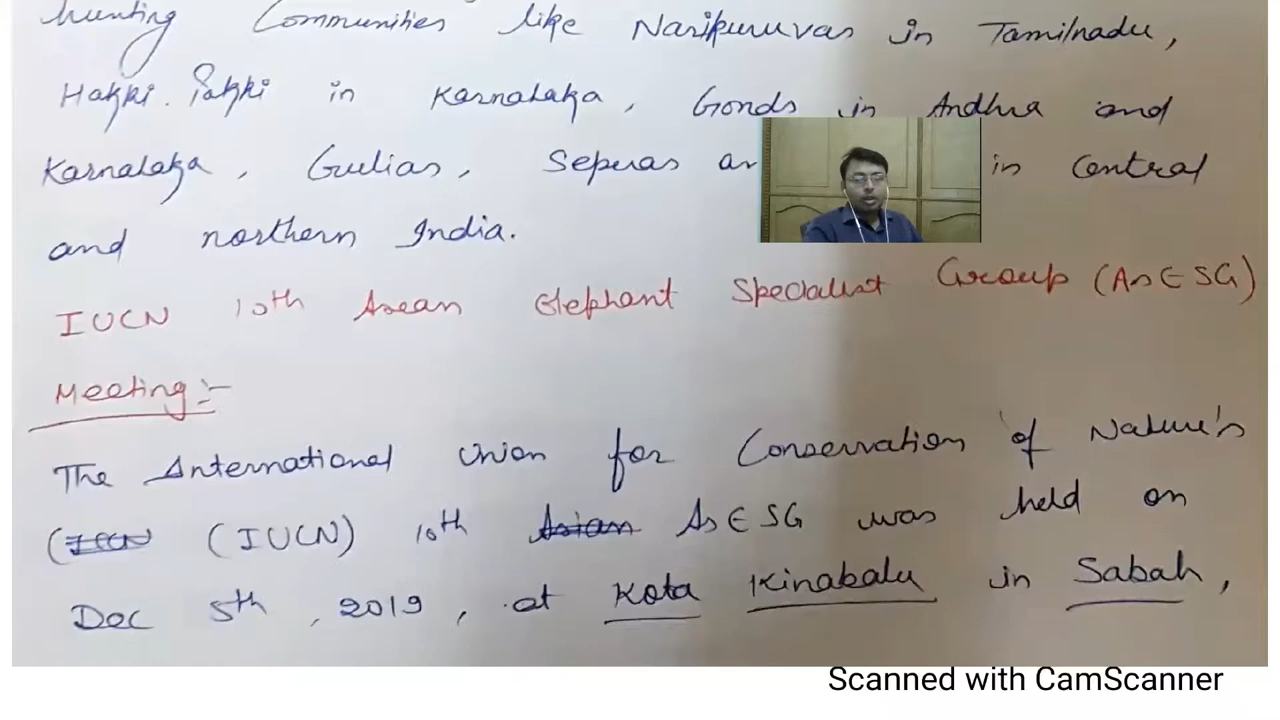 hunting Communities like Narikuruvas in Tamilnadu,
Hakki. Pakki in Karnataka, Gonds in Andhra and
Karnataka, Gulias, Seperas in Central
and northern India.
IUCN 10th Asean Elephant Specialist Group (AsESG)
Meeting:-
The International Union for Conservation of Nature's
(IUCN (IUCN) 10th Asian AsESG was held on
Dec 5th, 2019, at Kota Kinabalu in Sabah,
Scanned with CamScanner